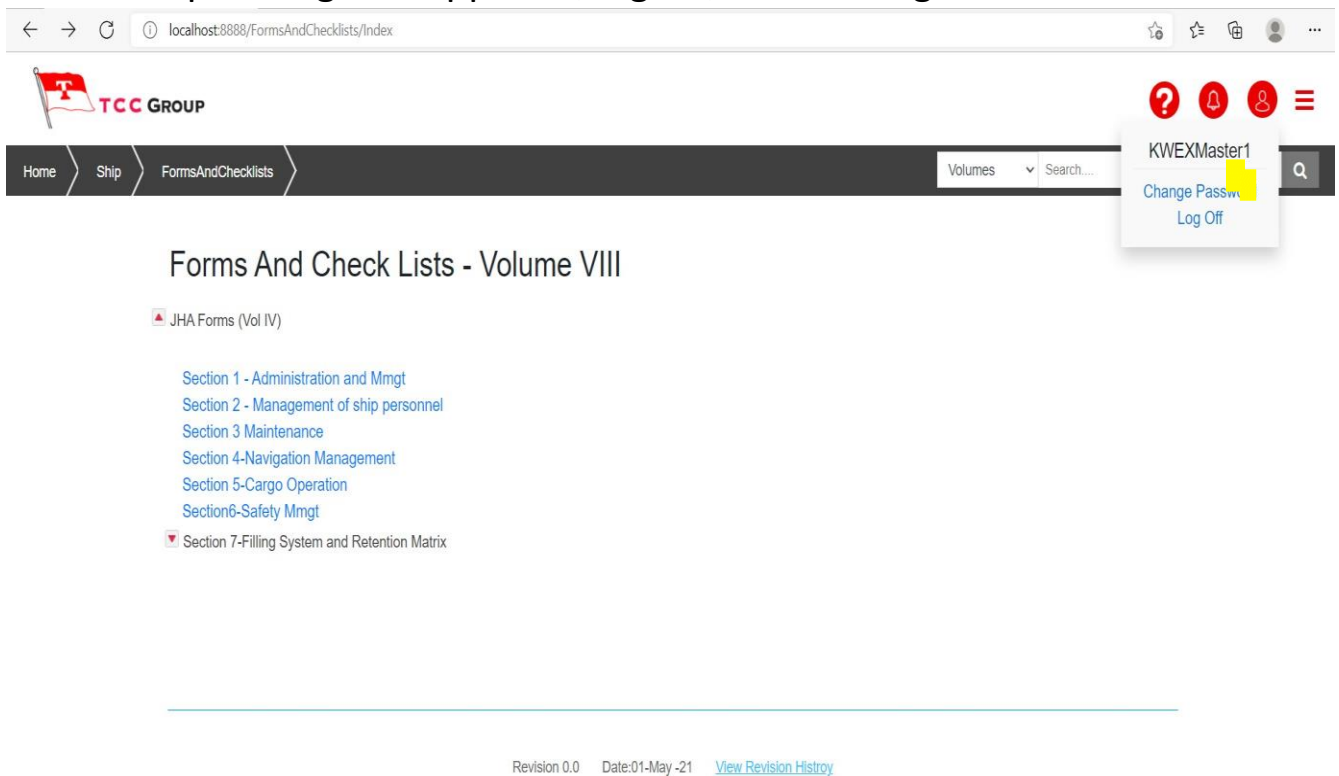 localhost:8888/FormsAndChecklists/Index
T
TCC GROUP
KWEXMaster1
Change
Log Off
Home Ship FormsAndChecklists Volumes Search....
Forms And Check Lists - Volume VIII
JHA Forms (Vol IV)
Section 1 - Administration and Mmgt
Section 2 - Management of ship personnel
Section 3 Maintenance
Section 4-Navigation Management
Section 5-Cargo Operation
Section6-Safety Mmgt
Section 7-Filling System and Retention Matrix
Revision 0.0 Date:01-May -21 View Revision Histroy